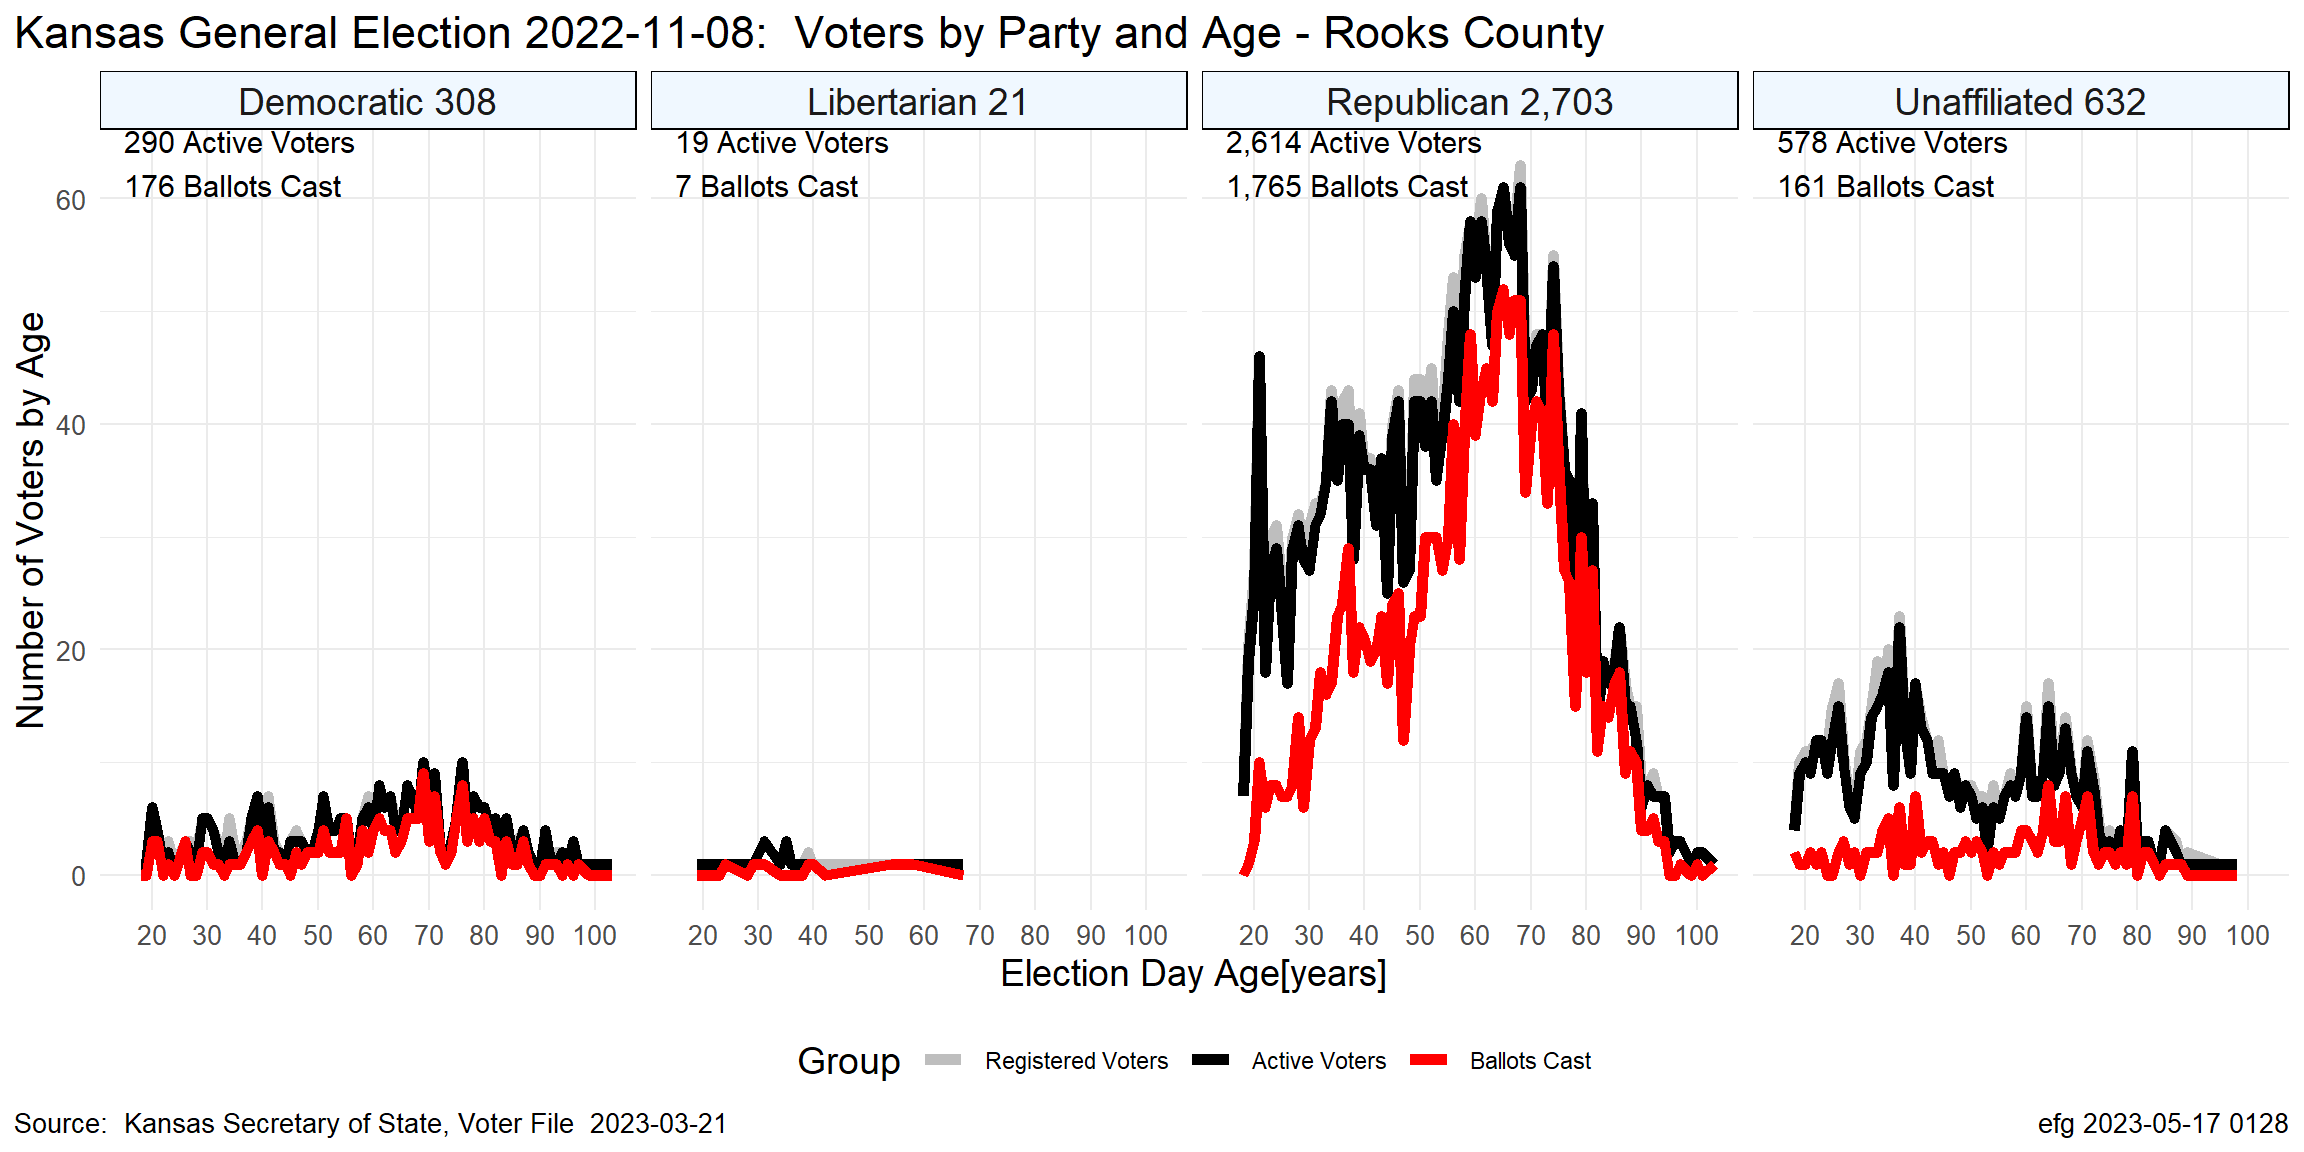 Kansas General Election 2022-11-08:  Voters by Party and Age - Rooks County
Democratic 308
Libertarian 21
Republican 2,703
Unaffiliated 632
290 Active Voters
176 Ballots Cast
19 Active Voters
7 Ballots Cast
2,614 Active Voters
1,765 Ballots Cast
578 Active Voters
161 Ballots Cast
Number of Voters by Age
60
40
20
0
20 30 40 50 60 70 80 90 100
20 30 40 50 60 70 80 90 100
20 30 40 50 60 70 80 90 100
20 30 40 50 60 70 80 90 100
Election Day Age[years]
Group Registered Voters Active Voters Ballots Cast
Source:  Kansas Secretary of State, Voter File  2023-03-21
efg 2023-05-17 0128